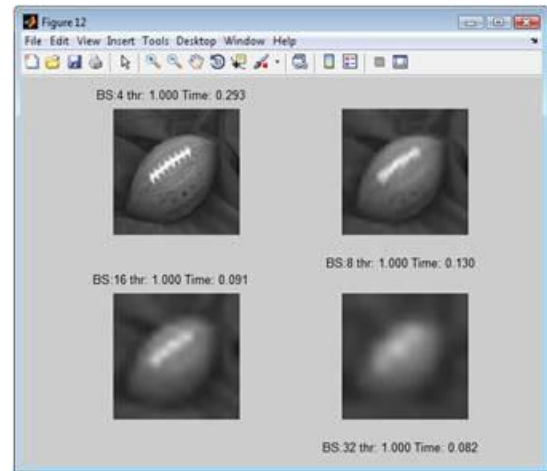 Figure 12
File Edit View Insert Tools Desktop Window Help
BS:4 thr: 1.000 Time: 0.293
BS:8 thr: 1.000 Time: 0.130
BS:16 thr: 1.000 Time: 0.091
BS:32 thr: 1.000 Time: 0.082